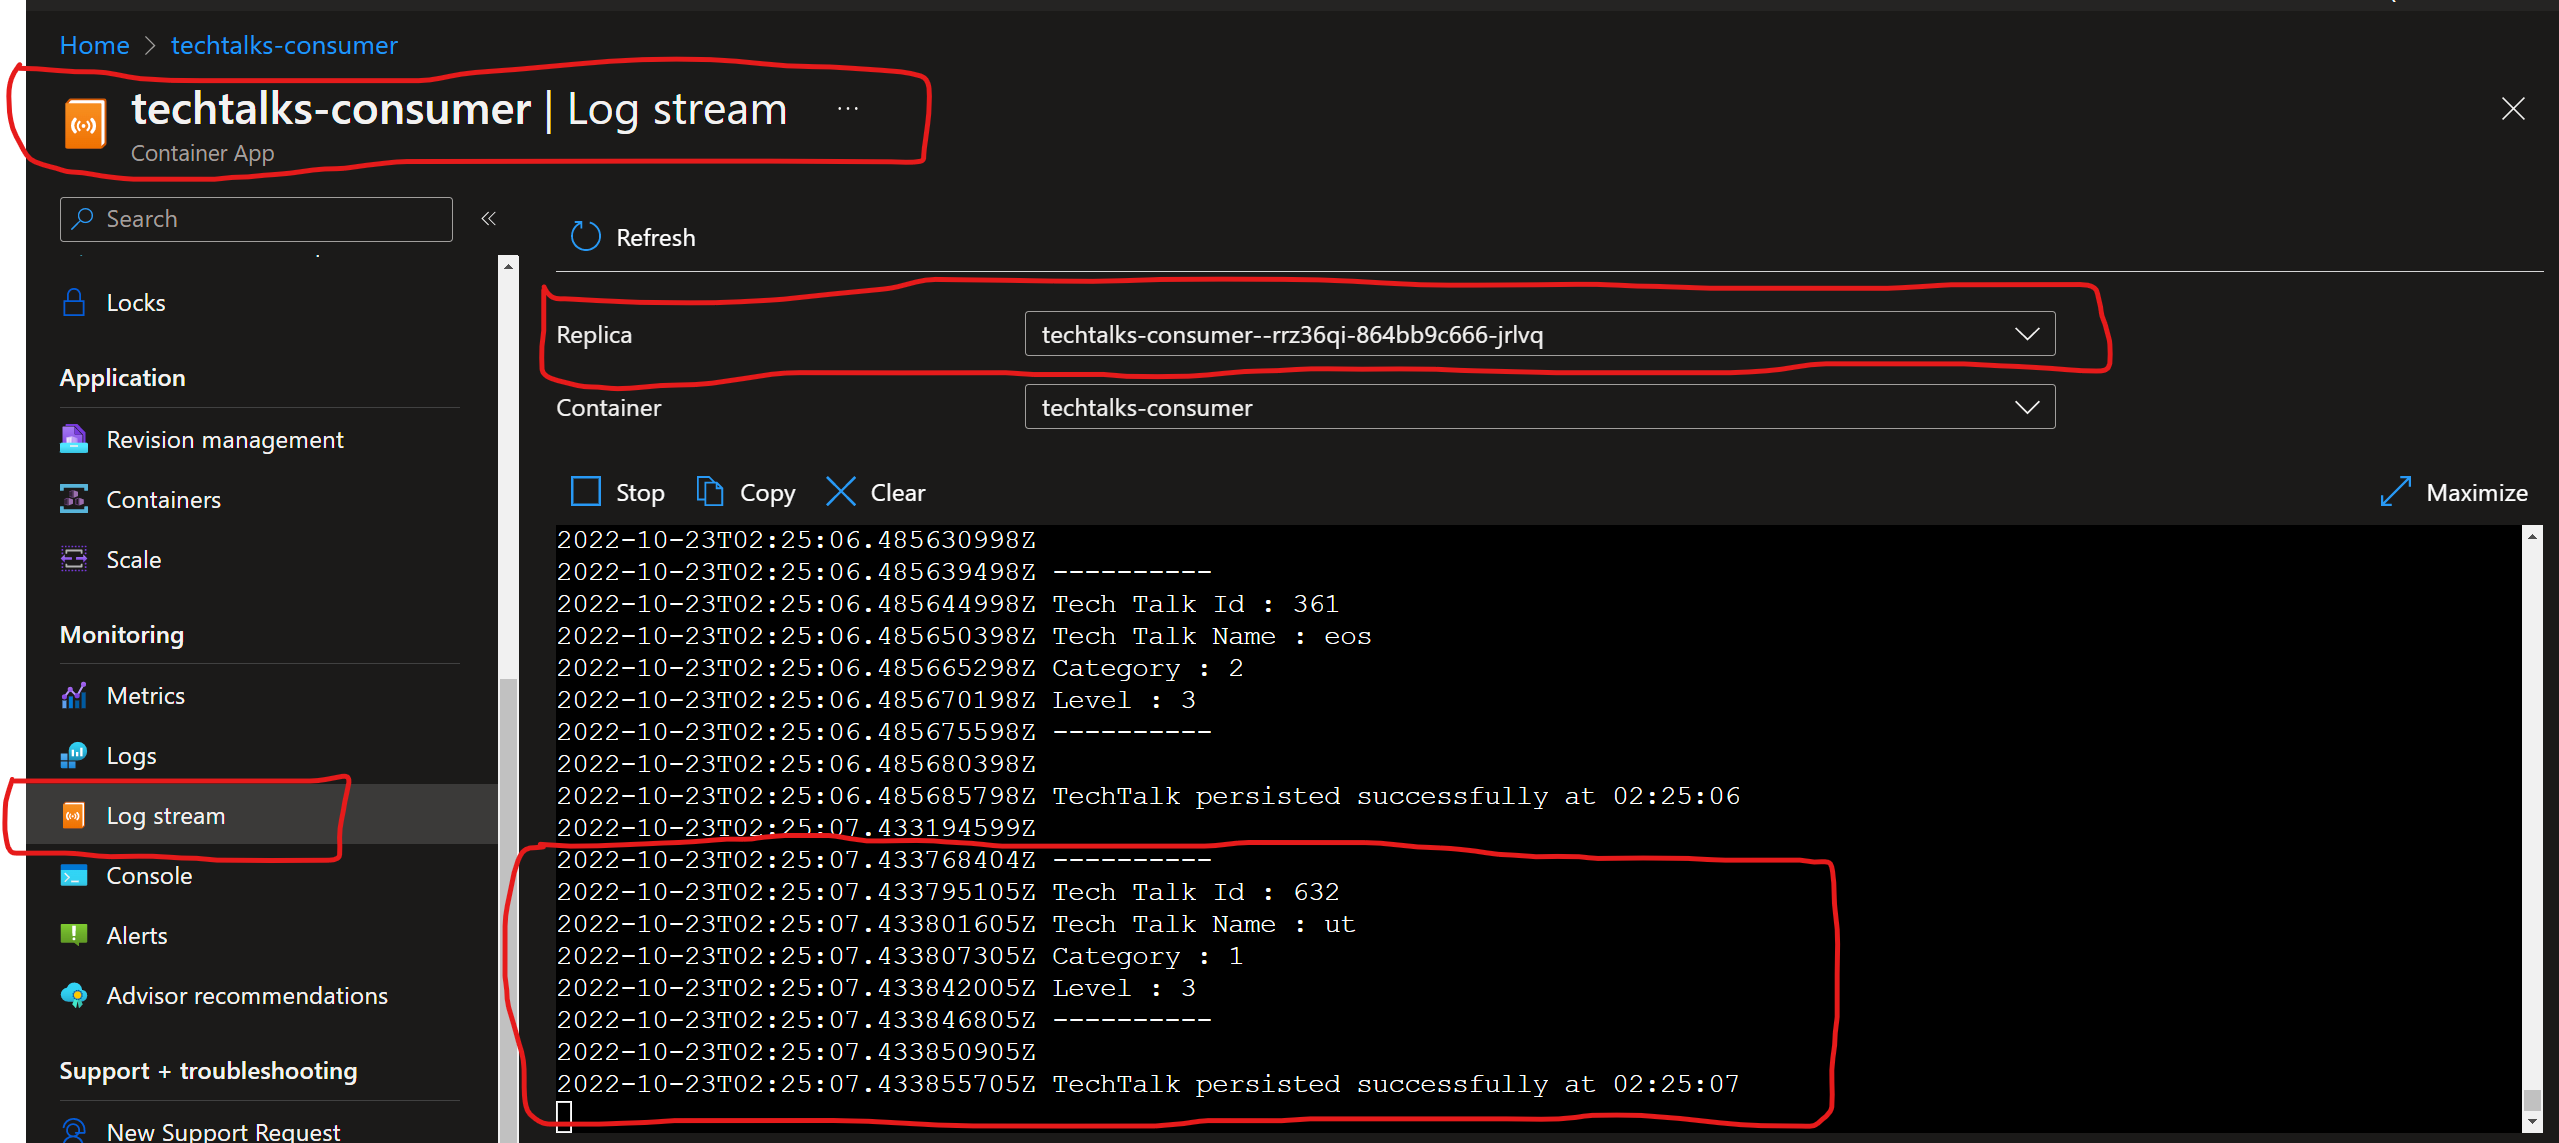 Home > techtalks-consumer
techtalks-consumer | Log stream ...
Container App
Search
«
Refresh
Locks
Replica
techtalks-consumer--rrz36qi-864bb9c666-jrlvq
Application
Container
techtalks-consumer
Revision management
Containers
Scale
Stop
Copy
Clear
Maximize
Monitoring
Metrics
Logs
Log stream
Console
Alerts
Advisor recommendations
Support + troubleshooting
New Support Request
2022-10-23T02:25:06.485630998Z
2022-10-23T02:25:06.485639498Z ----------
2022-10-23T02:25:06.485644998Z Tech Talk Id : 361
2022-10-23T02:25:06.485650398Z Tech Talk Name : eos
2022-10-23T02:25:06.485665298Z Category : 2
2022-10-23T02:25:06.485670198Z Level : 3
2022-10-23T02:25:06.485675598Z ----------
2022-10-23T02:25:06.485680398Z
2022-10-23T02:25:06.485685798Z TechTalk persisted successfully at 02:25:06
2022-10-23T02:25:07.433194599Z
2022-10-23T02:25:07.433768404Z ----------
2022-10-23T02:25:07.433795105Z Tech Talk Id : 632
2022-10-23T02:25:07.433801605Z Tech Talk Name : ut
2022-10-23T02:25:07.433807305Z Category : 1
2022-10-23T02:25:07.433842005Z Level : 3
2022-10-23T02:25:07.433846805Z ----------
2022-10-23T02:25:07.433850905Z
2022-10-23T02:25:07.433855705Z TechTalk persisted successfully at 02:25:07